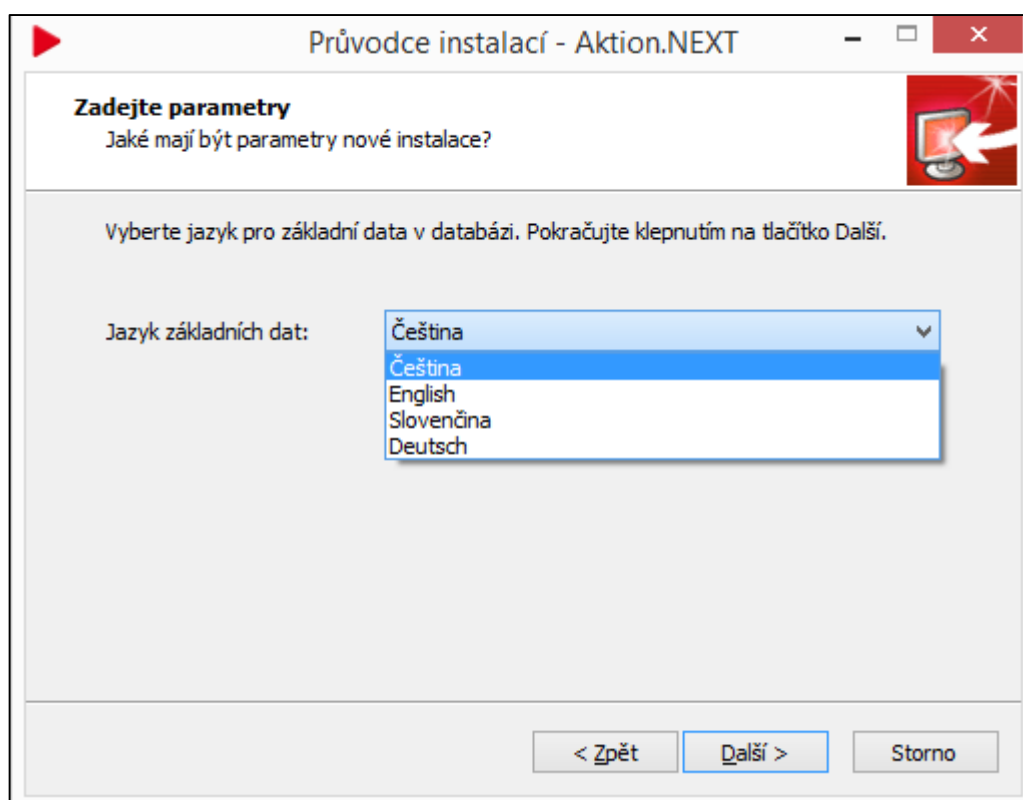 Průvodce instalací - Aktion.NEXT
Zadejte parametry
Jaké mají být parametry nové instalace?
Vyberte jazyk pro základní data v databázi. Pokračujte klepnutím na tlačítko Další.
Jazyk základních dat: Čeština
Čeština
English
Slovenčina
Deutsch
< Zpět Další > Storno